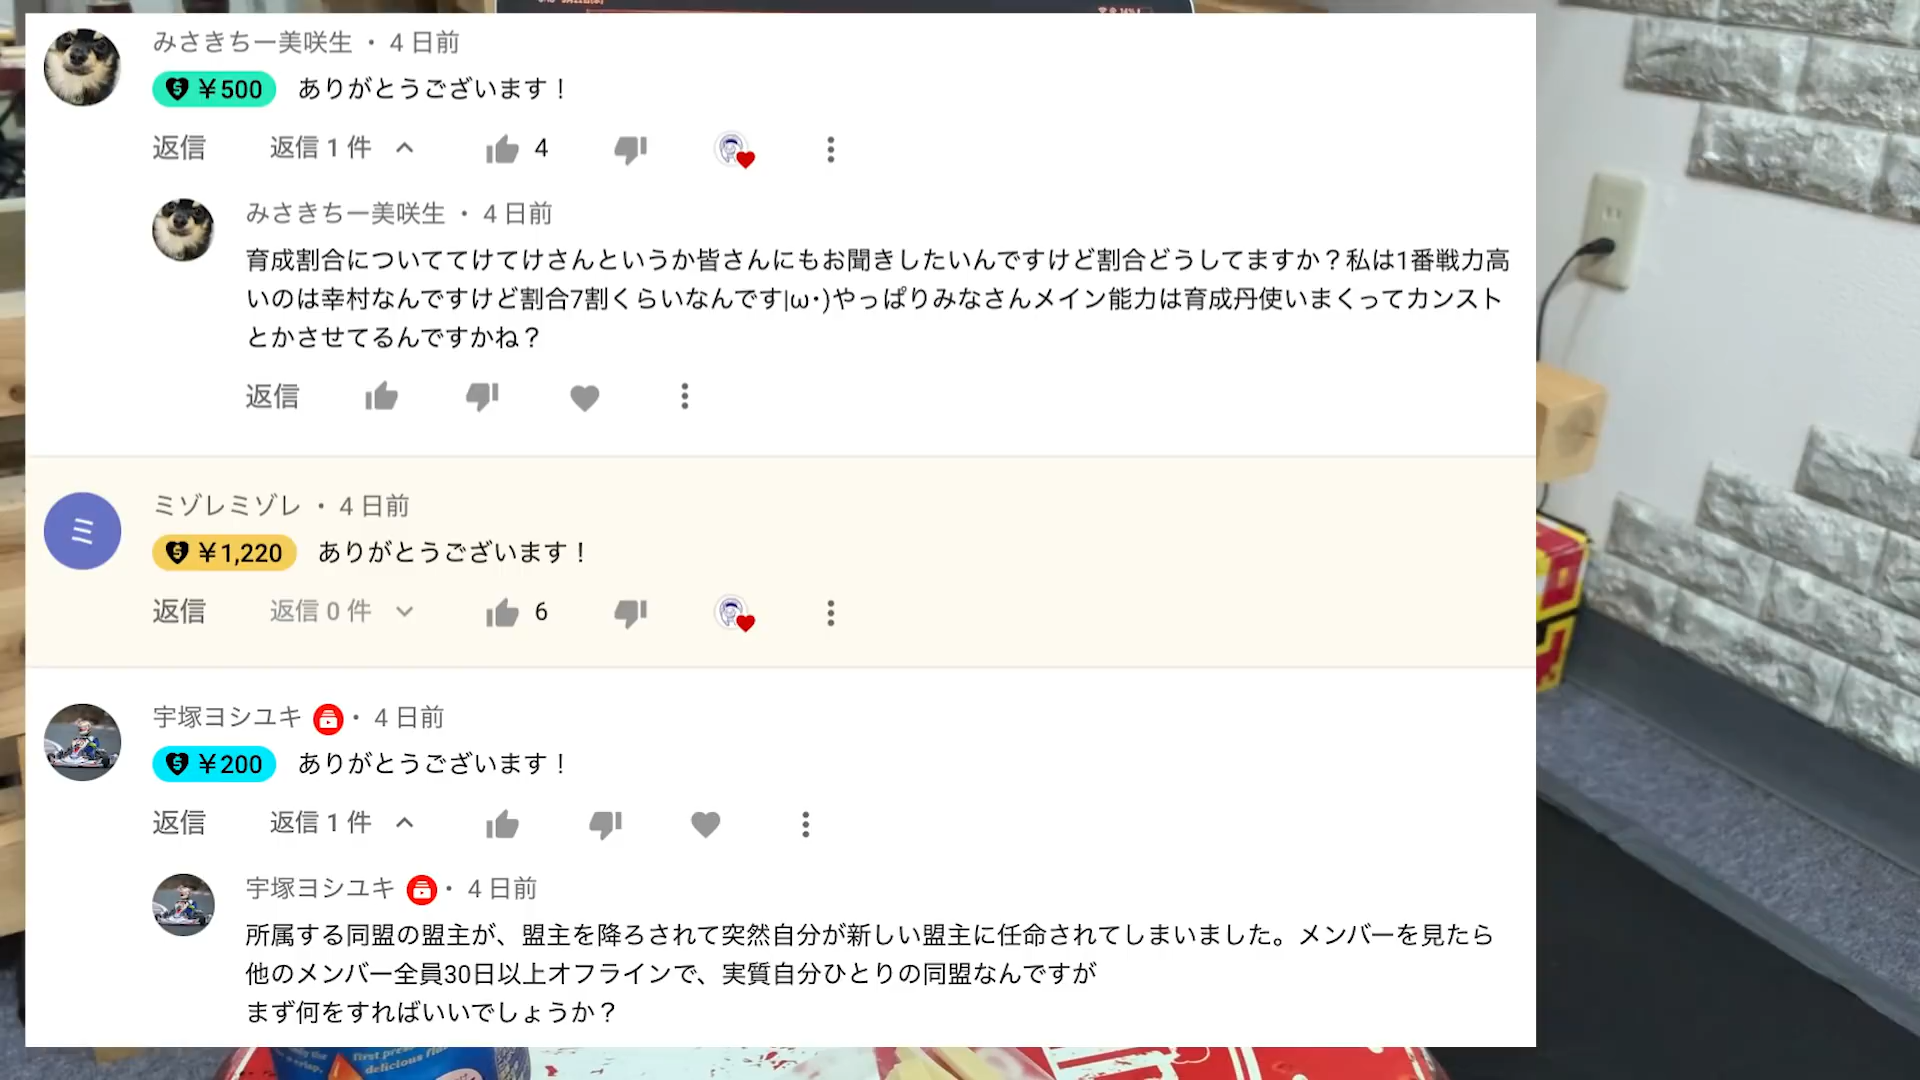 みさきちー美咲生 ・ 4 日前
¥500 ありがとうございます！
返信 返信 1 件 4
みさきちー美咲生 ・ 4 日前
育成割合についててけてけさんというか皆さんにもお聞きしたいんですけど割合どうしてますか？私は1番戦力高
いのは幸村なんですけど割合7割くらいなんです|ω･)やっぱりみなさんメイン能力は育成丹使いまくってカンスト
とかさせてるんですかね？
返信
ミ
ミゾレミゾレ ・ 4 日前
¥1,220 ありがとうございます！
返信 返信 0 件 6
宇塚ヨシユキ ・ 4 日前
¥200 ありがとうございます！
返信 返信 1 件
宇塚ヨシユキ ・ 4 日前
所属する同盟の盟主が、盟主を降ろされて突然自分が新しい盟主に任命されてしまいました。メンバーを見たら
他のメンバー全員30日以上オフラインで、実質自分ひとりの同盟なんですが
まず何をすればいいでしょうか？
delicious